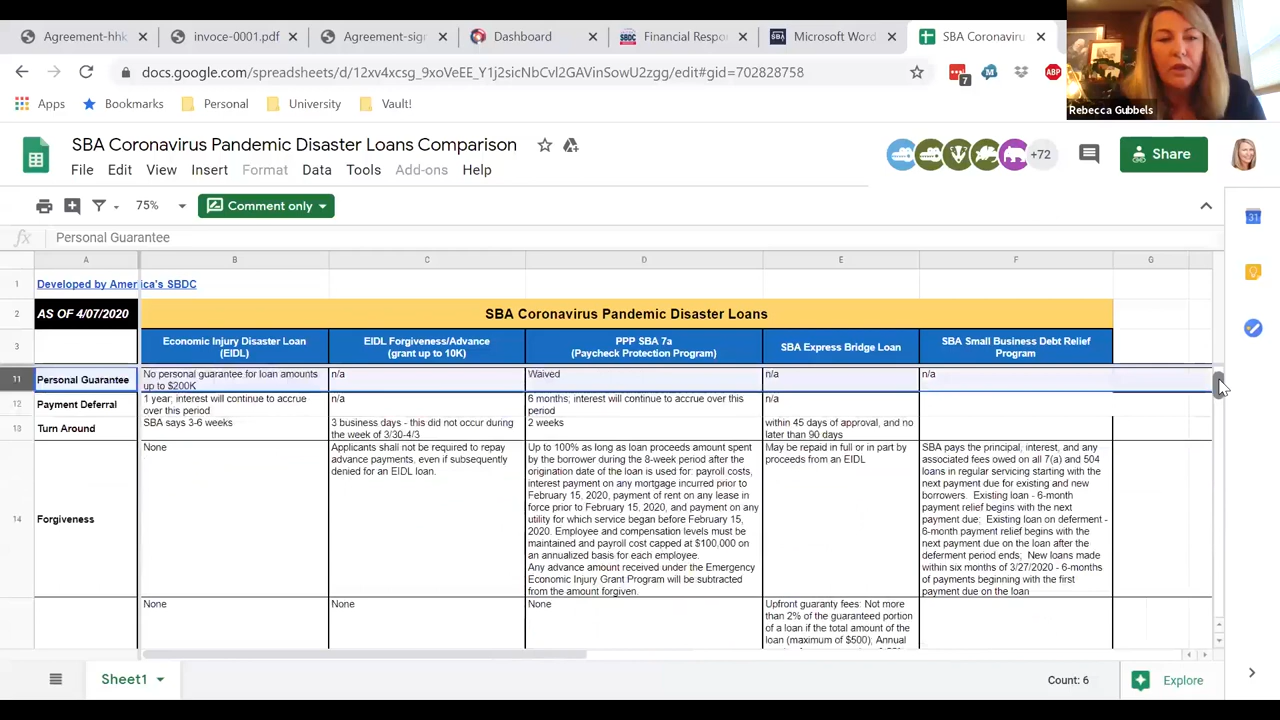 Agreement-hhk
invoce-0001.pdf
Agreement-sign
Dashboard
Financial Respo
Microsoft Word
SBA Coronaviru
Apps
Bookmarks
Personal
University
Vault!
7
ABP
Rebecca Gubbels
SBA Coronavirus Pandemic Disaster Loans Comparison
File Edit View Insert Format Data Tools Add-ons Help
+72
Share
75%
Comment only
fx
Personal Guarantee
31
A B C D E F G
1
Developed by America's SBDC
2
AS OF 4/07/2020
SBA Coronavirus Pandemic Disaster Loans
3
Economic Injury Disaster Loan
(EIDL)
EIDL Forgiveness/Advance
(grant up to 10K)
PPP SBA 7a
(Paycheck Protection Program)
SBA Express Bridge Loan
SBA Small Business Debt Relief
Program
11
Personal Guarantee
No personal guarantee for loan amounts
up to $200K
n/a
Waived
n/a
n/a
12
Payment Deferral
1 year; interest will continue to accrue
over this period
n/a
6 months; interest will continue to accrue over this
period
n/a
13
Turn Around
SBA says 3-6 weeks
3 business days - this did not occur during
the week of 3/30-4/3
2 weeks
within 45 days of approval, and no
later than 90 days
14
Forgiveness
None
Applicants shall not be required to repay
advance payments, even if subsequently
denied for an EIDL loan.
Up to 100% as long as loan proceeds amount spent
by the borrower during the 8-week period after the
origination date of the loan is used for: payroll costs,
interest payment on any mortgage incurred prior to
February 15, 2020, payment of rent on any lease in
force prior to February 15, 2020, and payment on any
utility for which service began before February 15,
2020. Employee and compensation levels must be
maintained and payroll cost capped at $100,000 on
an annualized basis for each employee.
Any advance amount received under the Emergency
Economic Injury Grant Program will be subtracted
from the amount forgiven.
May be repaid in full or in part by
proceeds from an EIDL
SBA pays the principal, interest, and any
associated fees owed on all 7(a) and 504
loans in regular servicing starting with the
next payment due for existing and new
borrowers. Existing loan - 6-month
payment relief begins with the next
payment due: Existing loan on deferment -
6-month payment relief begins with the
next payment due on the loan after the
deferment period ends; New loans made
within six months of 3/27/2020 - 6-months
of payments beginning with the first
payment due on the loan
None
None
None
Upfront guaranty fees: Not more
than 2% of the guaranteed portion
of a loan if the total amount of the
loan (maximum of $500); Annual
Sheet1
Count: 6
Explore